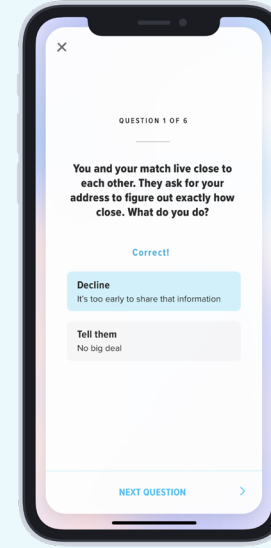 QUESTION 1 OF 6
You and your match live close to
each other. They ask for your
address to figure out exactly how
close. What do you do?
Correct!
Decline
It's too early to share that information
Tell them
No big deal
NEXT QUESTION